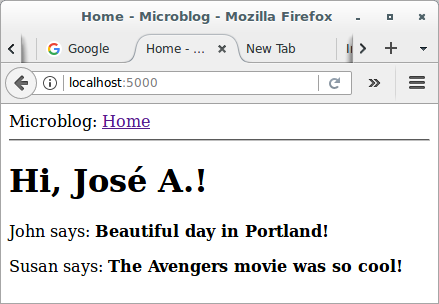 Home - Microblog - Mozilla Firefox
Google
Home - ...
New Tab
localhost:5000
Microblog: Home
Hi, José A.!
John says: Beautiful day in Portland!
Susan says: The Avengers movie was so cool!